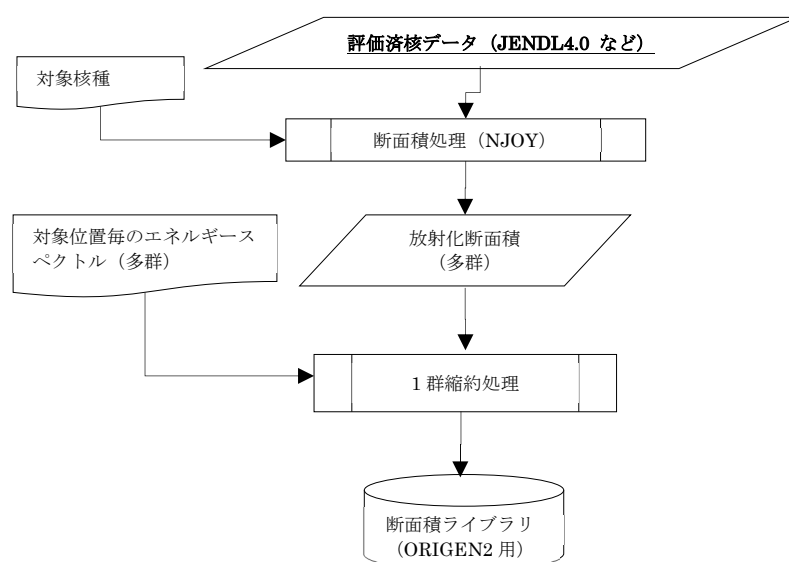 評価済核データ（JENDL4.0 など）
対象核種
断面積処理（NJOY）
対象位置毎のエネルギース
ペクトル（多群）
放射化断面積
（多群）
1 群縮約処理
断面積ライブラリ
（ORIGEN2 用）